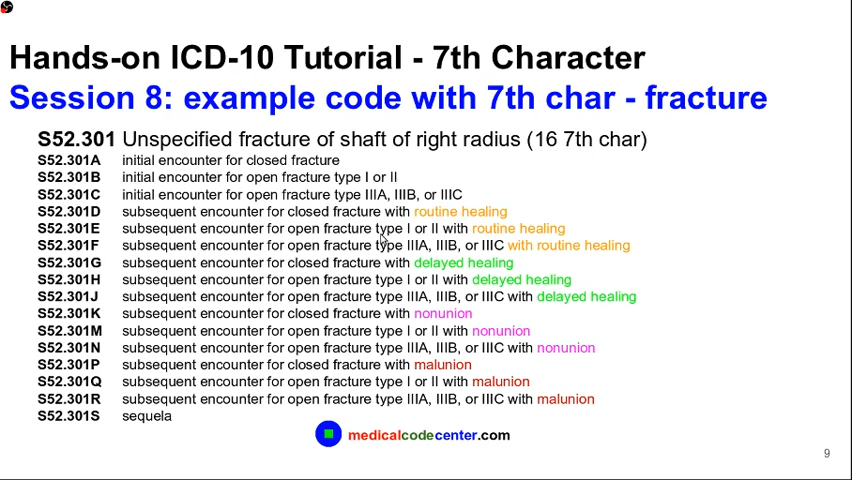 Hands-on ICD-10 Tutorial - 7th Character
Session 8: example code with 7th char - fracture
S52.301 Unspecified fracture of shaft of right radius (16 7th char)
S52.301A initial encounter for closed fracture
S52.301B initial encounter for open fracture type I or II
S52.301C initial encounter for open fracture type IIIA, IIIB, or IIIC
S52.301D subsequent encounter for closed fracture with routine healing
S52.301E subsequent encounter for open fracture type I or II with routine healing
S52.301F subsequent encounter for open fracture type IIIA, IIIB, or IIIC with routine healing
S52.301G subsequent encounter for closed fracture with delayed healing
S52.301H subsequent encounter for open fracture type I or II with delayed healing
S52.301J subsequent encounter for open fracture type IIIA, IIIB, or IIIC with delayed healing
S52.301K subsequent encounter for closed fracture with nonunion
S52.301M subsequent encounter for open fracture type I or II with nonunion
S52.301N subsequent encounter for open fracture type IIIA, IIIB, or IIIC with nonunion
S52.301P subsequent encounter for closed fracture with malunion
S52.301Q subsequent encounter for open fracture type I or II with malunion
S52.301R subsequent encounter for open fracture type IIIA, IIIB, or IIIC with malunion
S52.301S sequela
medicalcodecenter.com
9